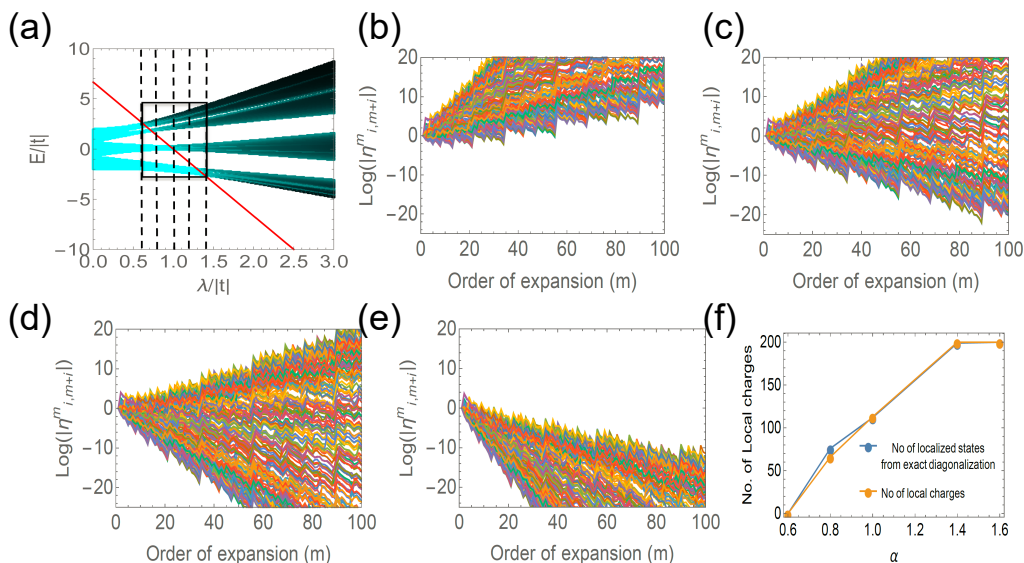 (a)
10
5
0
−5
−10
E/|t|
0.0 0.5 1.0 1.5 2.0 2.5 3.0
λ/|t|
(b)
20
10
0
−10
−20
Log(|η^m_{i,m+i}|)
0 20 40 60 80 100
Order of expansion (m)
(c)
20
10
0
−10
−20
Log(|η^m_{i,m+i}|)
0 20 40 60 80 100
Order of expansion (m)
(d)
20
10
0
−10
−20
Log(|η^m_{i,m+i}|)
0 20 40 60 80 100
Order of expansion (m)
(e)
20
10
0
−10
−20
Log(|η^m_{i,m+i}|)
0 20 40 60 80 100
Order of expansion (m)
(f)
200
150
100
50
0
No. of Local charges
No of localized states
from exact diagonalization
No of local charges
0.6 0.8 1.0 1.2 1.4 1.6
α